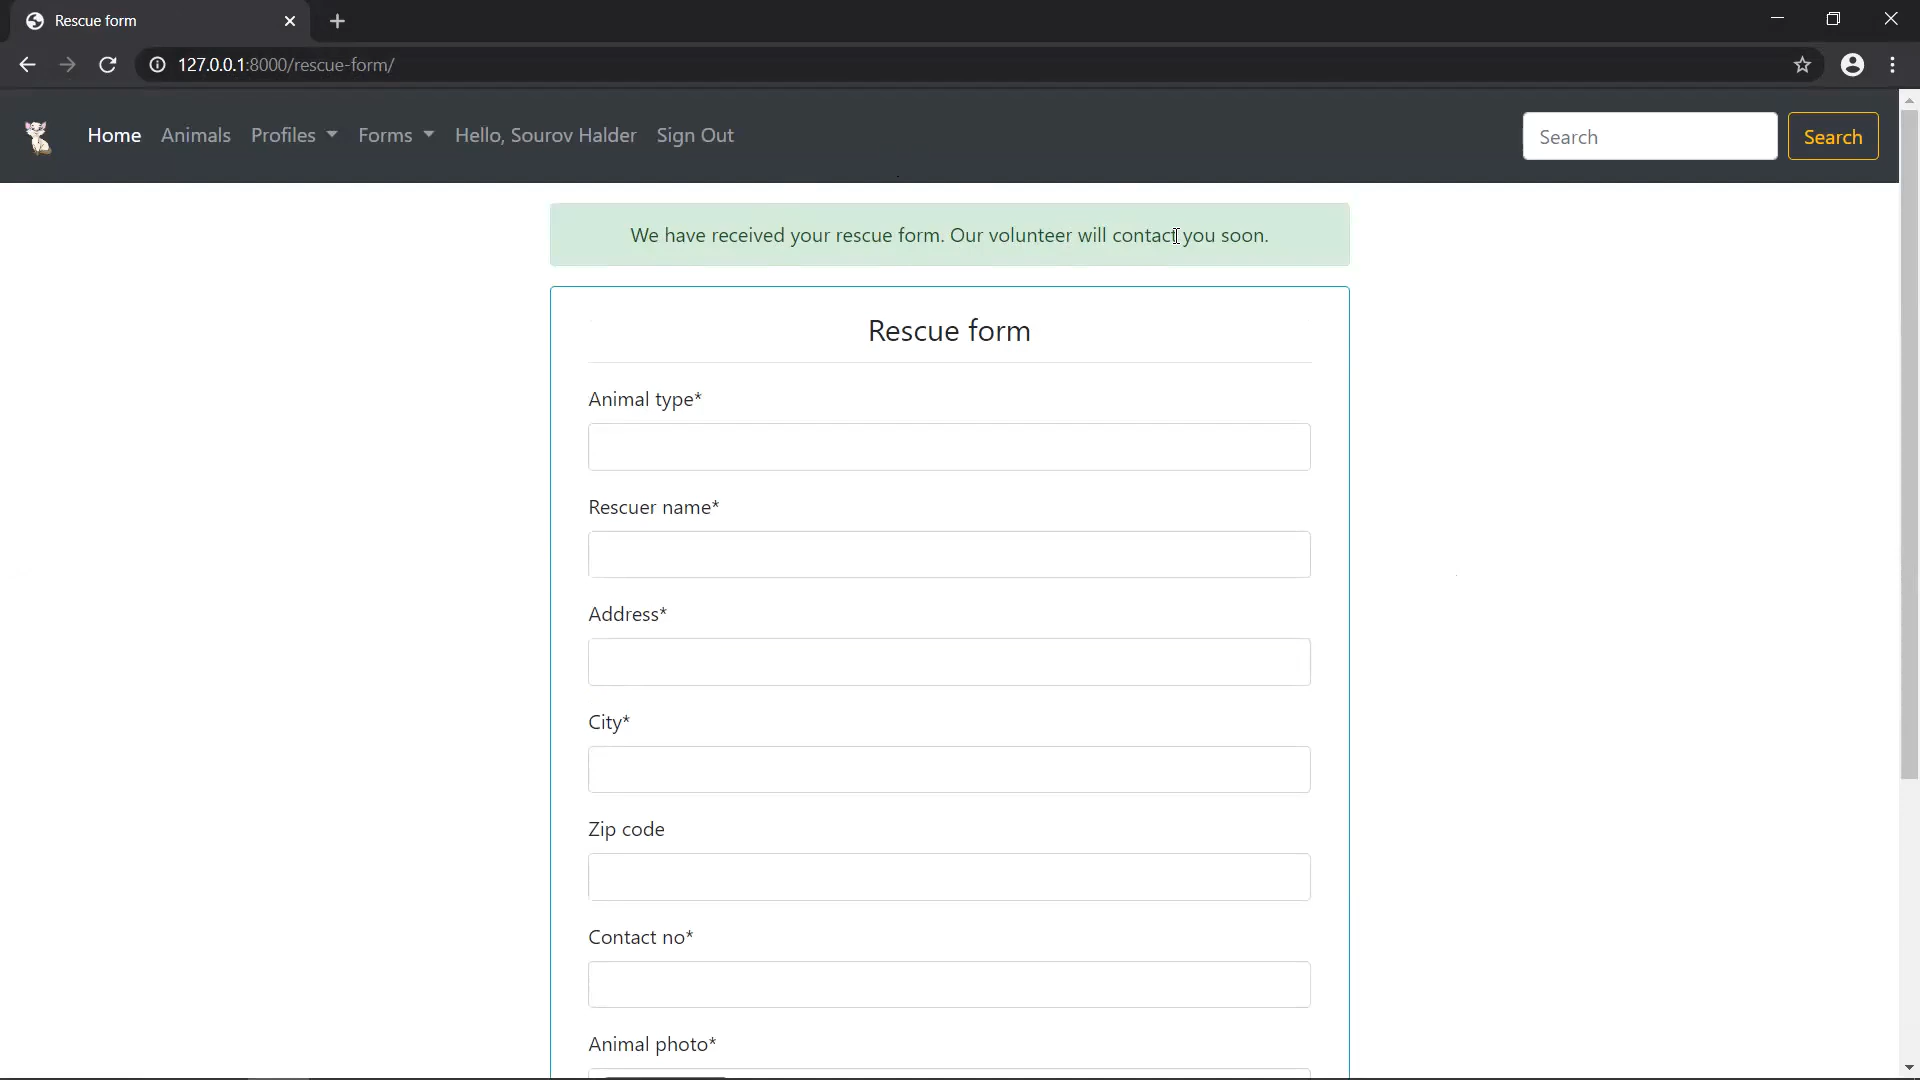 Rescue form
127.0.0.1:8000/rescue-form/
Home Animals Profiles Forms Hello, Sourov Halder Sign Out Search Search
We have received your rescue form. Our volunteer will contact you soon.
Rescue form
Animal type*
Rescuer name*
Address*
City*
Zip code
Contact no*
Animal photo*